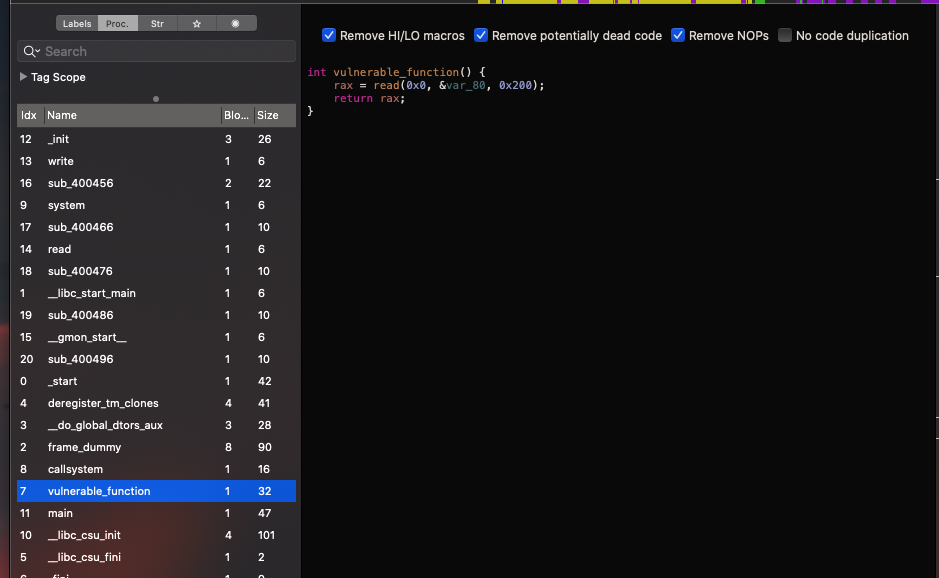 Labels Proc. Str
Search
Tag Scope
Idx Name Blo... Size
12 _init 3 26
13 write 1 6
16 sub_400456 2 22
9 system 1 6
17 sub_400466 1 10
14 read 1 6
18 sub_400476 1 10
1 __libc_start_main 1 6
19 sub_400486 1 10
15 __gmon_start__ 1 6
20 sub_400496 1 10
0 _start 1 42
4 deregister_tm_clones 4 41
3 __do_global_dtors_aux 3 28
2 frame_dummy 8 90
8 callsystem 1 16
7 vulnerable_function 1 32
11 main 1 47
10 __libc_csu_init 4 101
5 __libc_csu_fini 1 2
Remove HI/LO macros Remove potentially dead code Remove NOPs No code duplication
int vulnerable_function() {
rax = read(0x0, &var_80, 0x200);
return rax;
}